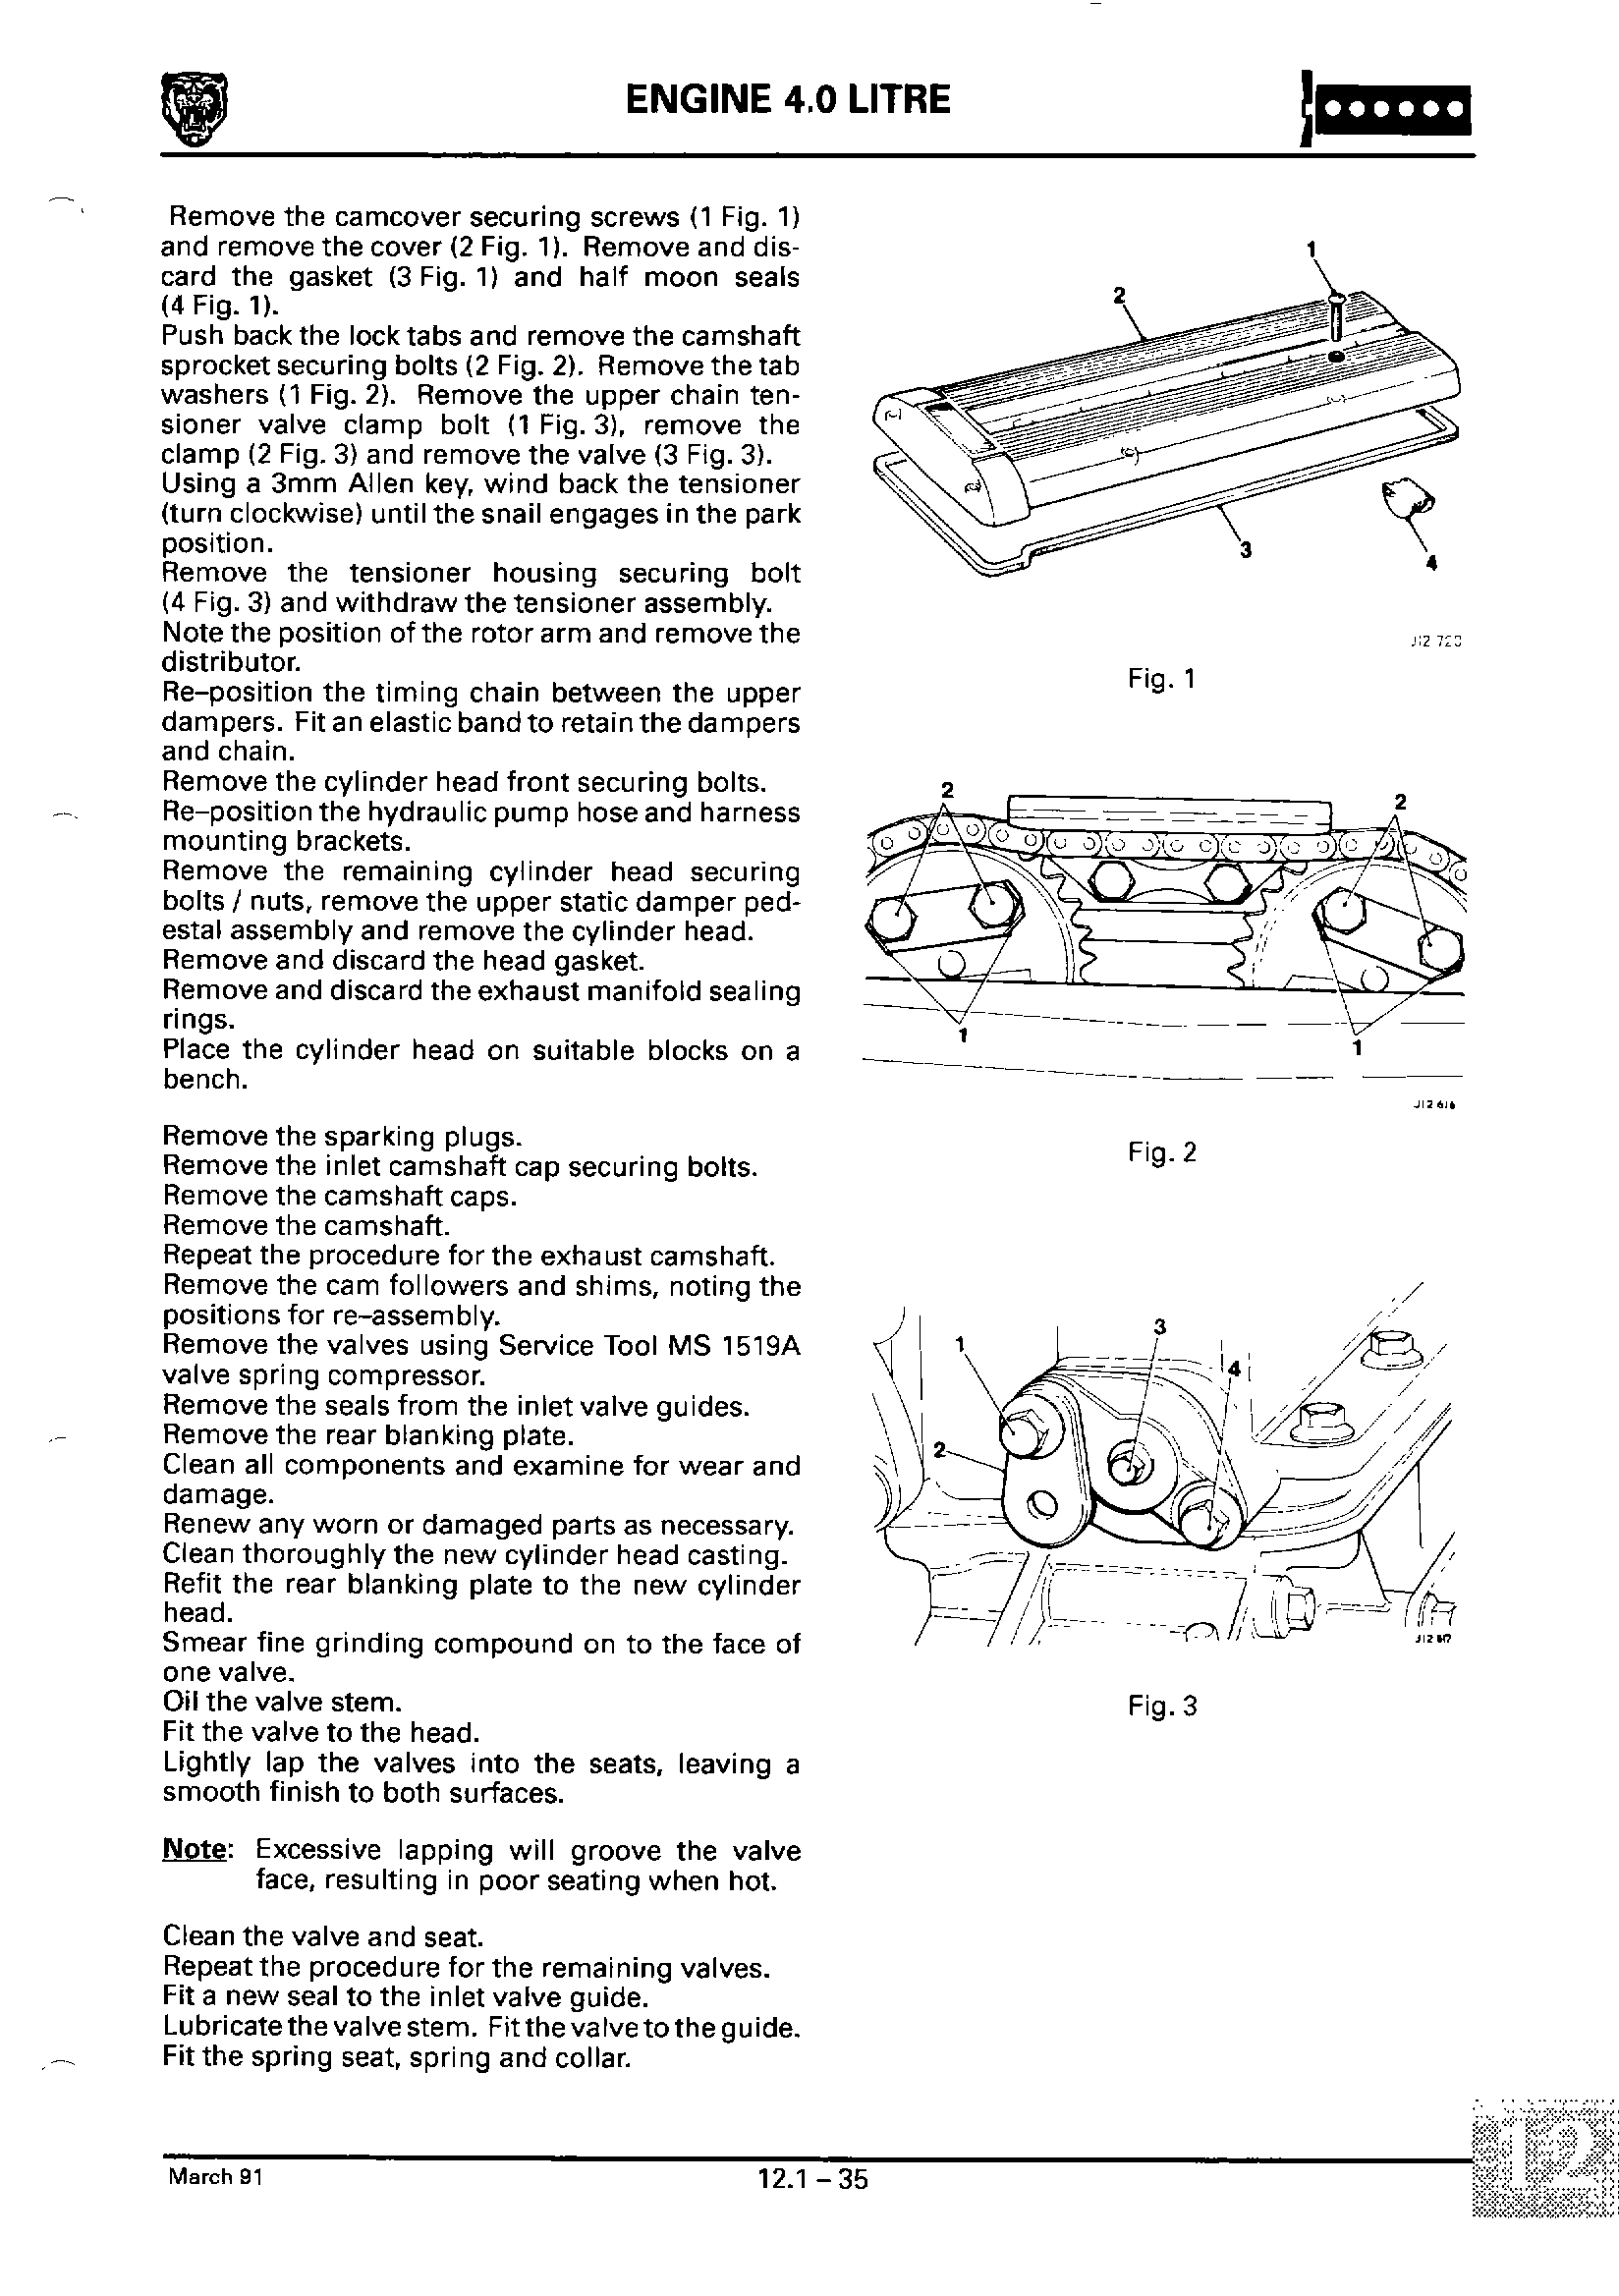 ENGINE 4.0 LITRE
Remove the camcover securing screws (1 Fig. 1)
and remove the cover (2 Fig. 1). Remove and dis-
card the gasket (3 Fig. 1) and half moon seals
(4 Fig. 1).
Push back the lock tabs and remove the camshaft
sprocket securing bolts (2 Fig. 2). Remove the tab
washers (1 Fig. 2). Remove the upper chain ten-
sioner valve clamp bolt (1 Fig. 3), remove the
clamp (2 Fig. 3) and remove the valve (3 Fig. 3).
Using a 3mm Allen key, wind back the tensioner
(turn clockwise) until the snail engages in the park
position.
Remove the tensioner housing securing bolt
(4 Fig. 3) and withdraw the tensioner assembly.
Note the position of the rotor arm and remove the
distributor.
Re-position the timing chain between the upper
dampers. Fit an elastic band to retain the dampers
and chain.
Remove the cylinder head front securing bolts.
Re-position the hydraulic pump hose and harness
mounting brackets.
Remove the remaining cylinder head securing
bolts / nuts, remove the upper static damper ped-
estal assembly and remove the cylinder head.
Remove and discard the head gasket.
Remove and discard the exhaust manifold sealing
rings.
Place the cylinder head on suitable blocks on a
bench.
Remove the sparking plugs.
Remove the inlet camshaft cap securing bolts.
Remove the camshaft caps.
Remove the camshaft.
Repeat the procedure for the exhaust camshaft.
Remove the cam followers and shims, noting the
positions for re-assembly.
Remove the valves using Service Tool MS 1519A
valve spring compressor.
Remove the seals from the inlet valve guides.
Remove the rear blanking plate.
Clean all components and examine for wear and
damage.
Renew any worn or damaged parts as necessary.
Clean thoroughly the new cylinder head casting.
Refit the rear blanking plate to the new cylinder
head.
Smear fine grinding compound on to the face of
one valve.
Oil the valve stem.
Fit the valve to the head.
Lightly lap the valves into the seats, leaving a
smooth finish to both surfaces.
Note: Excessive lapping will groove the valve
face, resulting in poor seating when hot.
Clean the valve and seat.
Repeat the procedure for the remaining valves.
Fit a new seal to the inlet valve guide.
Lubricate the valve stem. Fit the valve to the guide.
Fit the spring seat, spring and collar.
1
2
3
4
Fig. 1
2
2
1
1
J12 616
Fig. 2
1
3
4
2
J12 617
Fig. 3
March 91
12.1 – 35
12